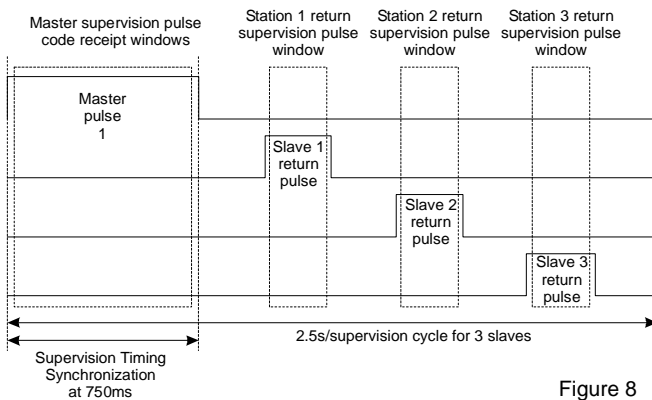 Master supervision pulse
code receipt windows
Station 1 return
supervision pulse
window
Station 2 return
supervision pulse
window
Station 3 return
supervision pulse
window
Master
pulse
1
Slave 1
return
pulse
Slave 2
return
pulse
Slave 3
return
pulse
2.5s/supervision cycle for 3 slaves
Supervision Timing
Synchronization
at 750ms
Figure 8